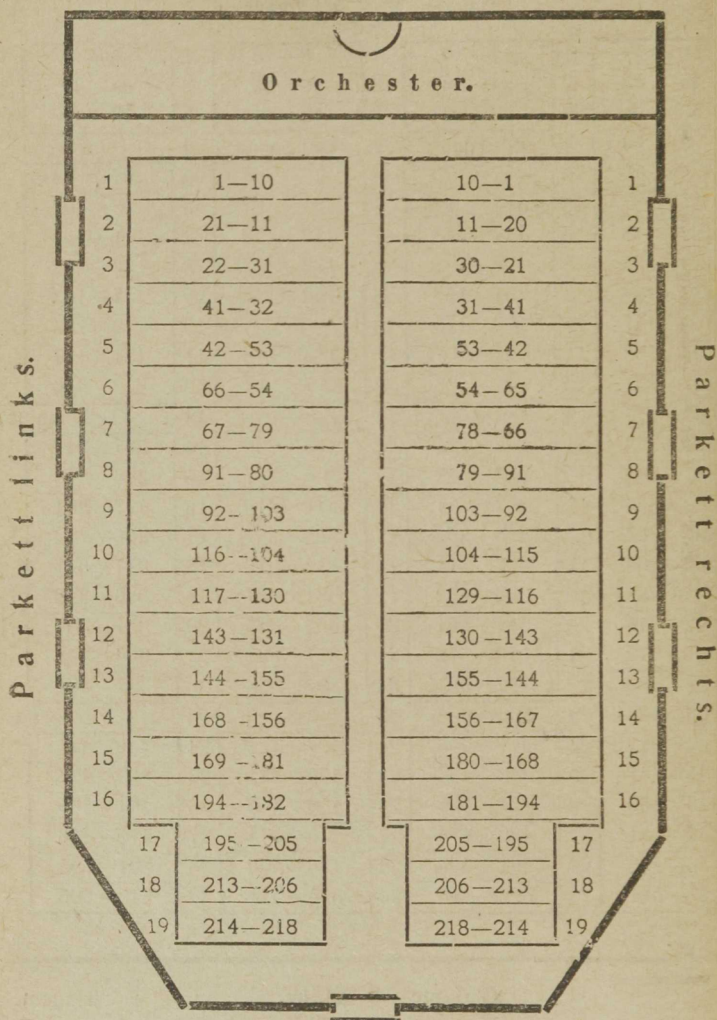 Orchester.
1 1—10 10—1 1
2 21—11 11—20 2
3 22—31 30—21 3
4 41—32 31—41 4
5 42—53 53—42 5
6 66—54 54—65 6
7 67—79 78—66 7
8 91—80 79—91 8
9 92—103 103—92 9
10 116—104 104—115 10
11 117—130 129—116 11
12 143—131 130—143 12
13 144—155 155—144 13
14 168—156 156—167 14
15 169—181 180—168 15
16 194—182 181—194 16
17 195—205 205—195 17
18 213—206 206—213 18
19 214—218 218—214 19
Parkett links.
Parkett rechts.